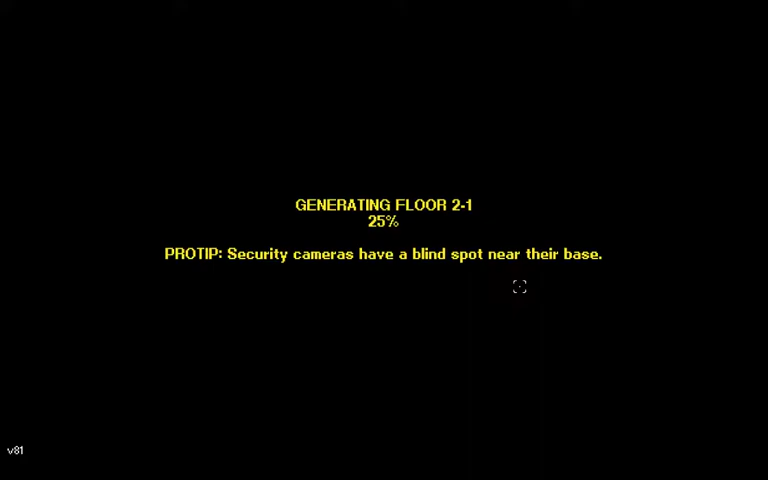 GENERATING FLOOR 2-1
25%
PROTIP: Security cameras have a blind spot near their base.
v81